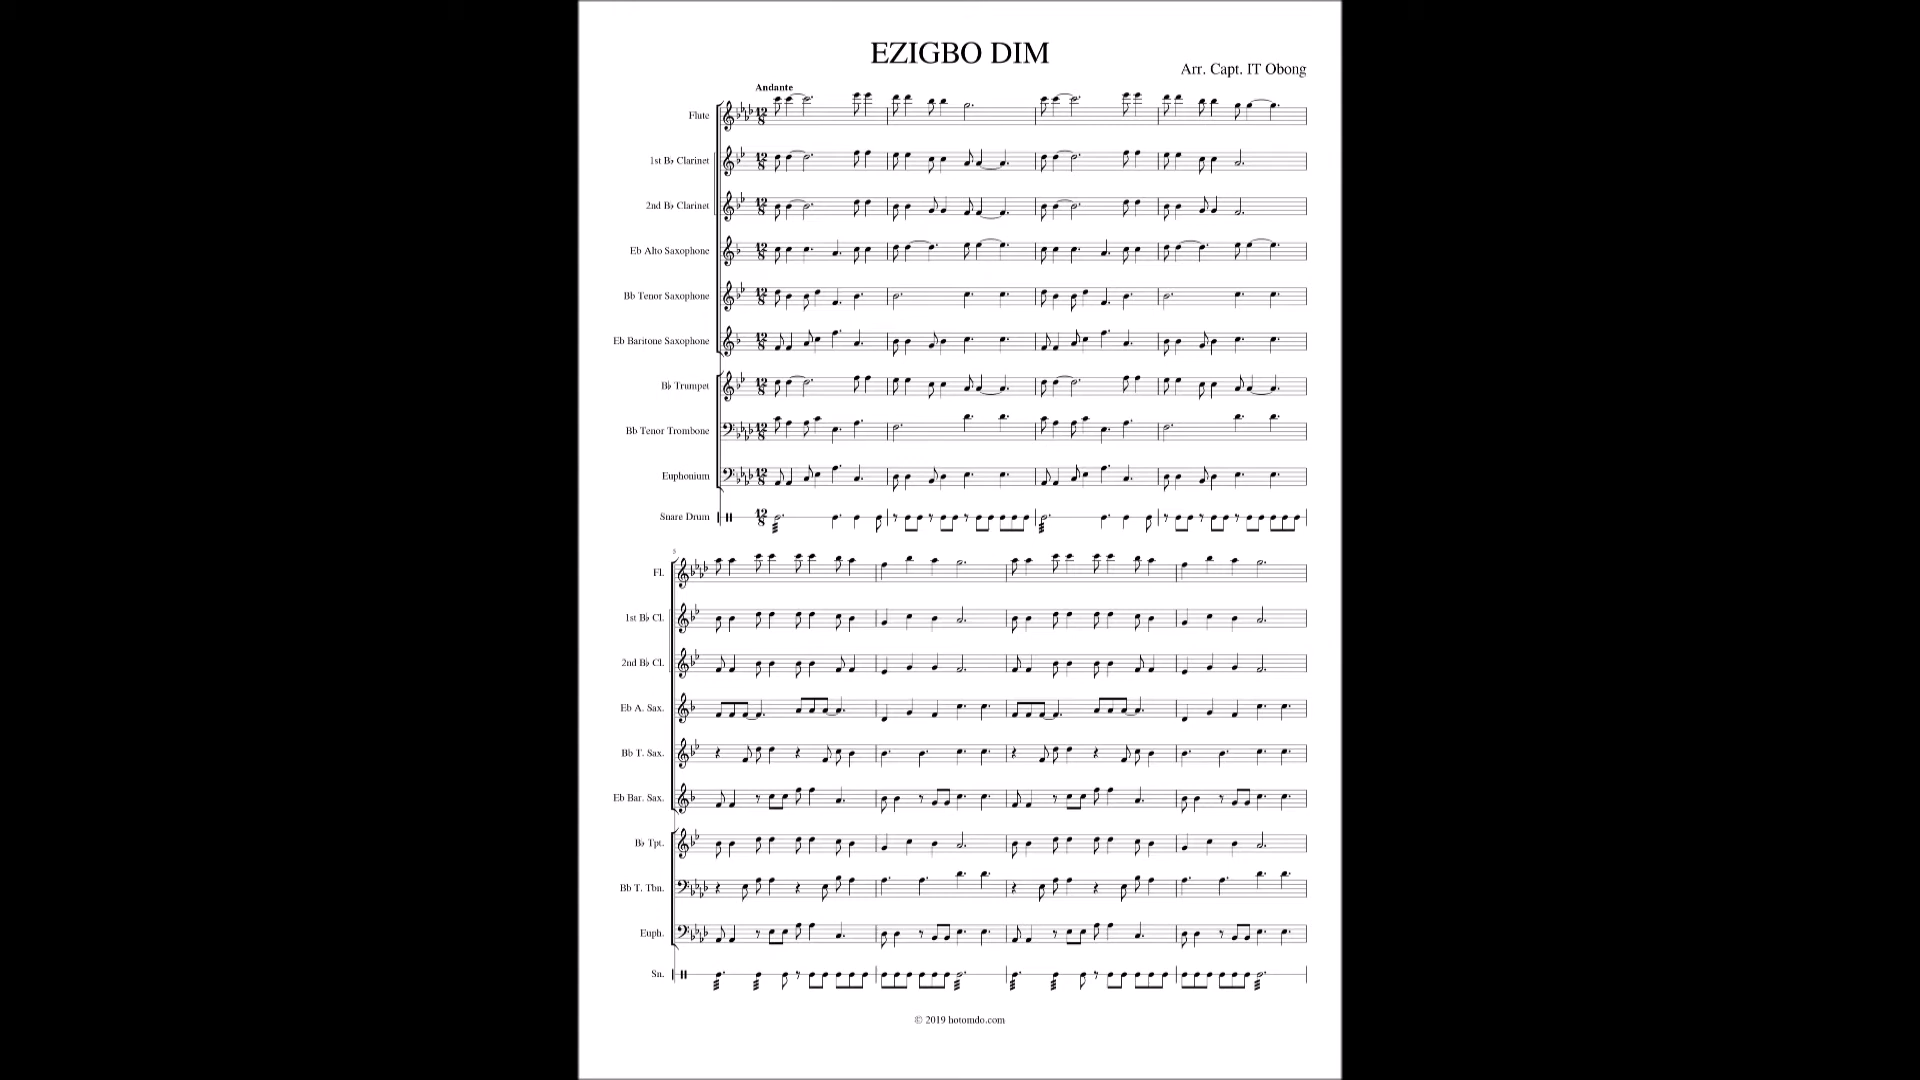 EZIGBO DIM
Arr. Capt. IT Obong
Andante
Flute
1st B♭ Clarinet
2nd B♭ Clarinet
Eb Alto Saxophone
Bb Tenor Saxophone
Eb Baritone Saxophone
B♭ Trumpet
Bb Tenor Trombone
Euphonium
Snare Drum
5
Fl.
1st B♭ Cl.
2nd B♭ Cl.
Eb A. Sax.
Bb T. Sax.
Eb Bar. Sax.
B♭ Tpt.
Bb T. Tbn.
Euph.
Sn.
© 2019 hotomdo.com